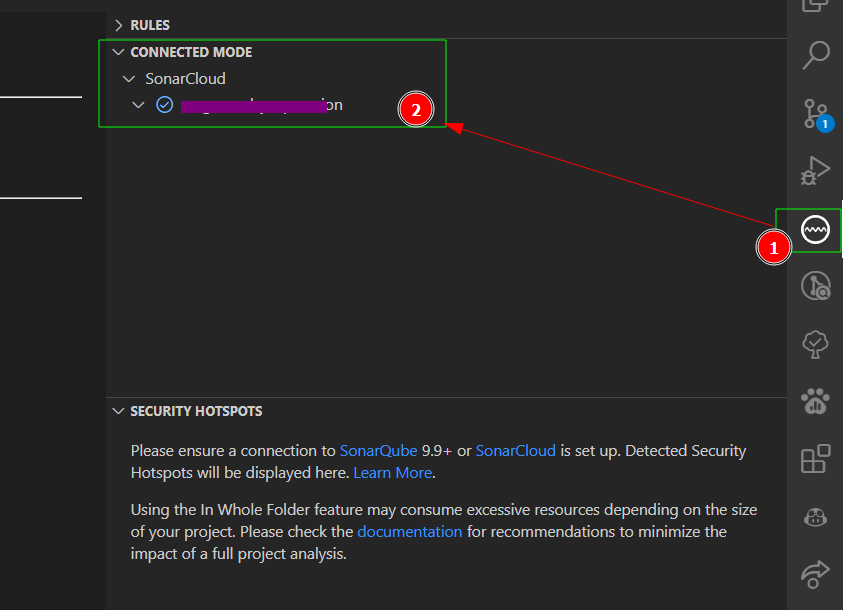 RULES
CONNECTED MODE
SonarCloud
2
1
1
SECURITY HOTSPOTS
Please ensure a connection to SonarQube 9.9+ or SonarCloud is set up. Detected Security
Hotspots will be displayed here. Learn More.
Using the In Whole Folder feature may consume excessive resources depending on the size
of your project. Please check the documentation for recommendations to minimize the
impact of a full project analysis.